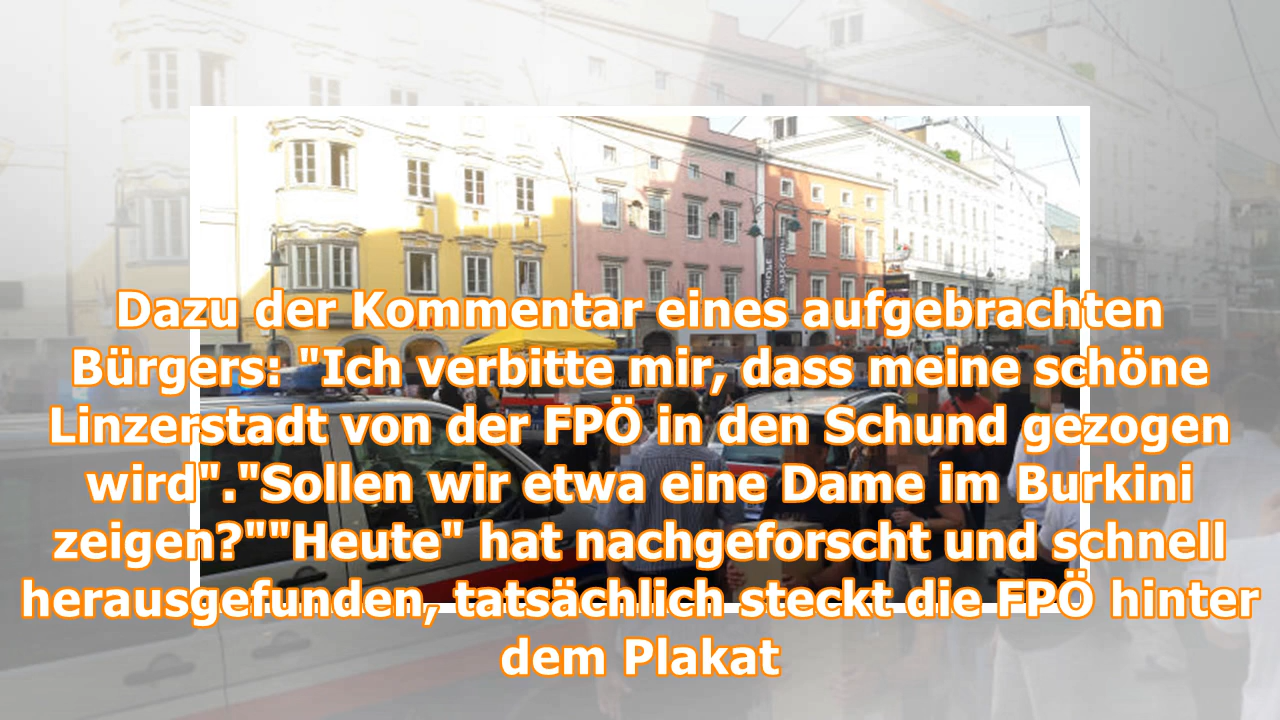 Dazu der Kommentar eines aufgebrachten
Bürgers: "Ich verbitte mir, dass meine schöne
Linzerstadt von der FPÖ in den Schund gezogen
wird"."Sollen wir etwa eine Dame im Burkini
zeigen?""Heute" hat nachgeforscht und schnell
herausgefunden, tatsächlich steckt die FPÖ hinter
dem Plakat